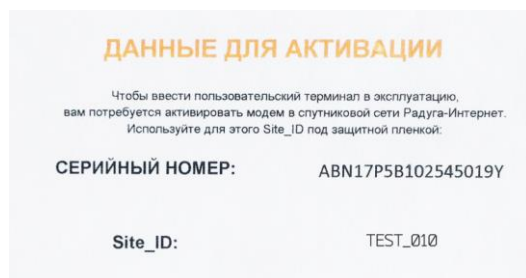 ДАННЫЕ ДЛЯ АКТИВАЦИИ
Чтобы ввести пользовательский терминал в эксплуатацию,
вам потребуется активировать модем в спутниковой сети Радуга-Интернет.
Используйте для этого Site_ID под защитной пленкой:
СЕРИЙНЫЙ НОМЕР: ABN17P5B102545019Y
Site_ID: TEST_010